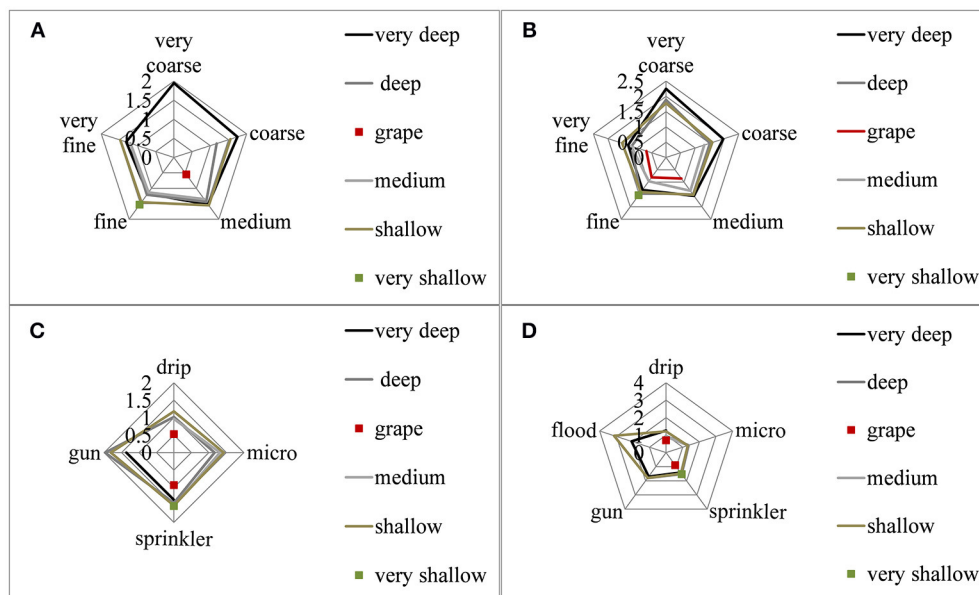 A
very
coarse
2
1.5
1
0.5
0
very
fine
coarse
fine
medium
very deep
deep
grape
medium
shallow
very shallow
B
very
coarse
2.5
2
1.5
1
0.5
0
very
fine
coarse
fine
medium
very deep
deep
grape
medium
shallow
very shallow
C
drip
2
1.5
1
0.5
0
gun
micro
sprinkler
very deep
deep
grape
medium
shallow
very shallow
D
drip
4
3
2
1
0
flood
micro
gun
sprinkler
very deep
deep
grape
medium
shallow
very shallow